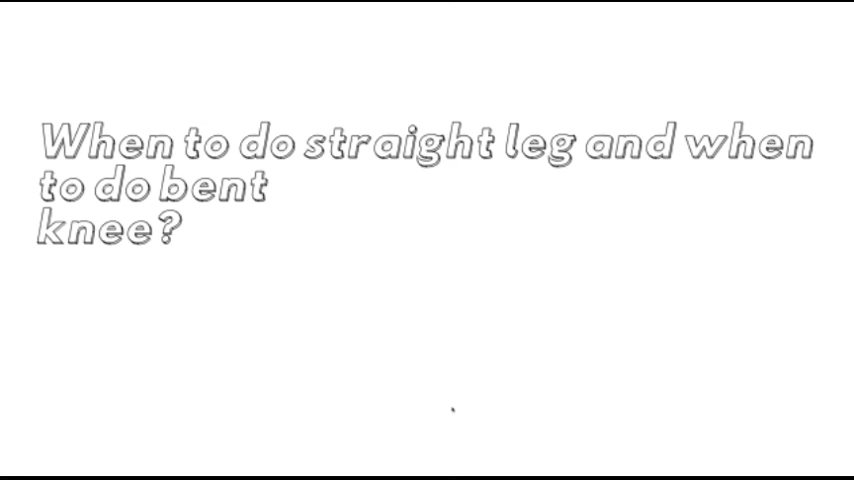 When to do straight leg and when
to do bent
knee?